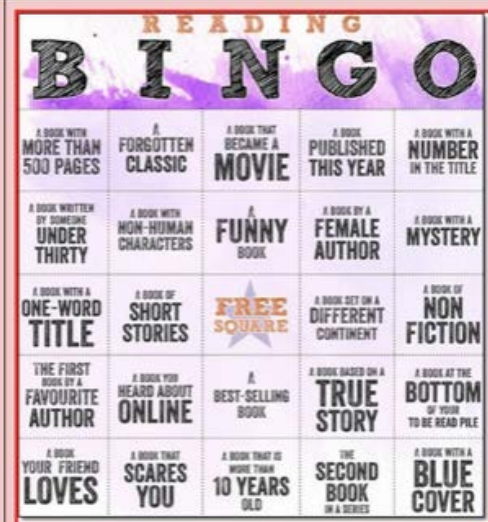 READING
BINGO
A BOOK WITH
MORE THAN
500 PAGES
A
FORGOTTEN
CLASSIC
A BOOK THAT
BECAME A
MOVIE
A BOOK
PUBLISHED
THIS YEAR
A BOOK WITH A
NUMBER
IN THE TITLE
A BOOK WRITTEN
BY SOMEONE
UNDER
THIRTY
A BOOK WITH
NON-HUMAN
CHARACTERS
A
FUNNY
BOOK
A BOOK BY A
FEMALE
AUTHOR
A BOOK WITH A
MYSTERY
A BOOK WITH A
ONE-WORD
TITLE
A BOOK OF
SHORT
STORIES
FREE
SQUARE
A BOOK SET ON A
DIFFERENT
CONTINENT
A BOOK OF
NON
FICTION
THE FIRST
BOOK BY A
FAVOURITE
AUTHOR
A BOOK YOU
HEARD ABOUT
ONLINE
A
BEST-SELLING
BOOK
A BOOK BASED ON A
TRUE
STORY
A BOOK AT THE
BOTTOM
OF YOUR
TO BE READ PILE
A BOOK
YOUR FRIEND
LOVES
A BOOK THAT
SCARES
YOU
A BOOK THAT IS
MORE THAN
10 YEARS
OLD
THE
SECOND
BOOK
IN A SERIES
A BOOK WITH A
BLUE
COVER